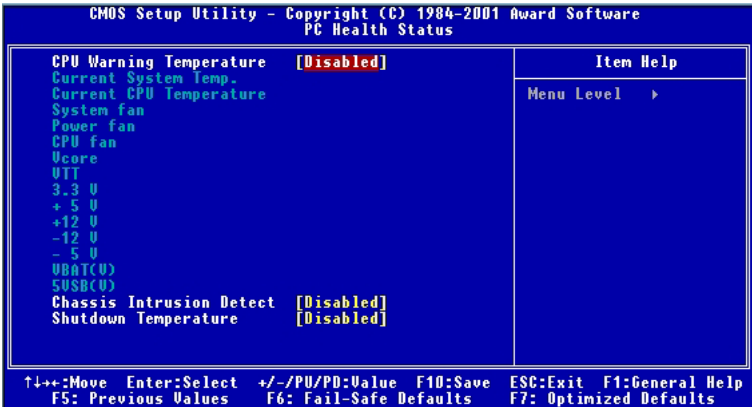 CMOS Setup Utility - Copyright (C) 1984-2001 Award Software
PC Health Status
CPU Warning Temperature [Disabled]
Current System Temp.
Current CPU Temperature
System fan
Power fan
CPU fan
Vcore
VTT
3.3 V
+ 5 V
+12 V
-12 V
- 5 V
VBAT(V)
5VSB(V)
Chassis Intrusion Detect [Disabled]
Shutdown Temperature [Disabled]
Item Help
Menu Level ▸
↑↓→←:Move Enter:Select +/-/PU/PD:Value F10:Save ESC:Exit F1:General Help
F5: Previous Values F6: Fail-Safe Defaults F7: Optimized Defaults